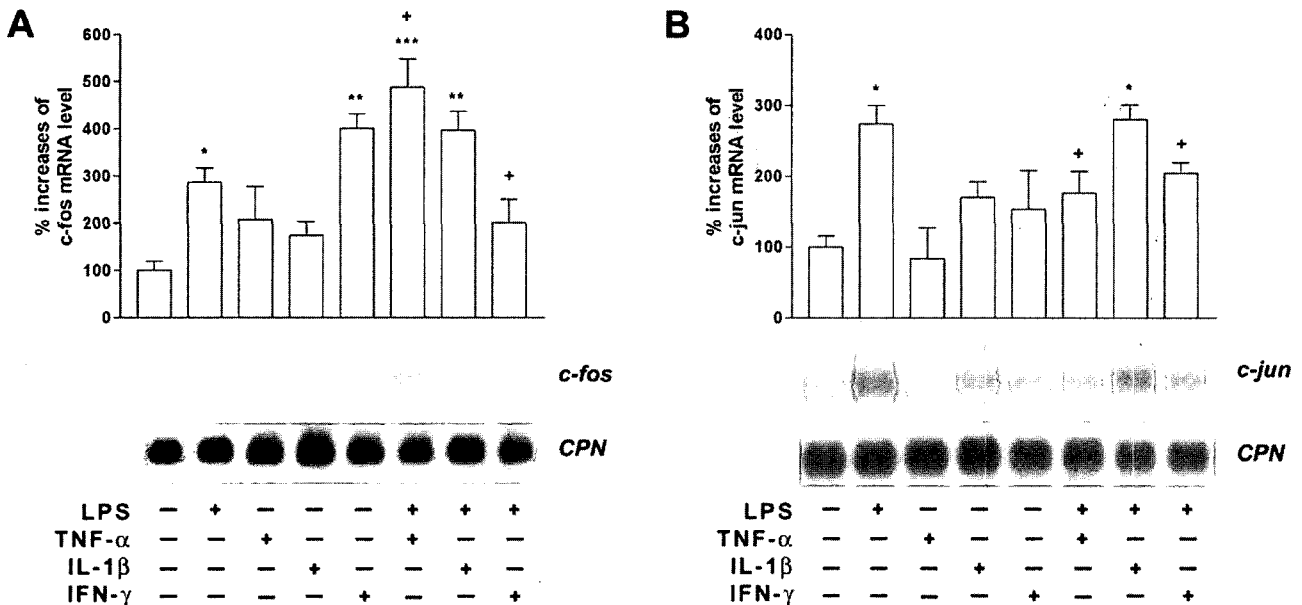 A
% increases of
c-fos mRNA level
600
500
400
300
200
100
0
*
**
+
***
**
+
c-fos
CPN
LPS − + − − − + + +
TNF-α − − + − − + − −
IL-1β − − − + − − + −
IFN-γ − − − − + − − +
B
% increases of
c-jun mRNA level
400
300
200
100
0
*
+
*
+
c-jun
CPN
LPS − + − − − + + +
TNF-α − − + − − + − −
IL-1β − − − + − − + −
IFN-γ − − − − + − − +